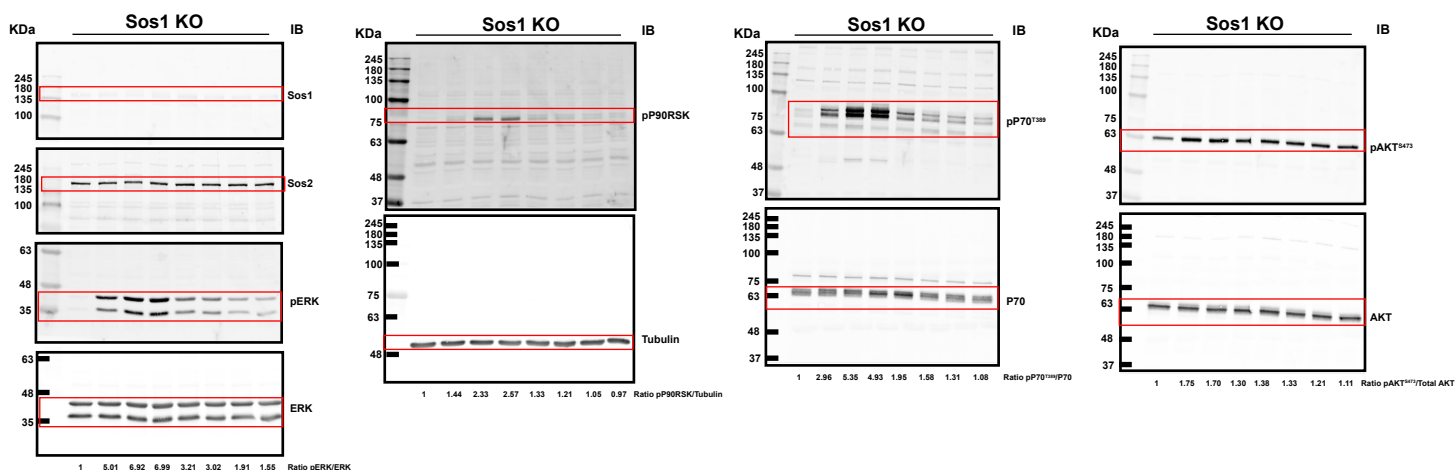 Sos1 KO
KDa
IB
245
180
135
100
Sos1
245
180
135
100
Sos2
63
48
35
pERK
63
48
35
ERK
1 5.01 6.92 6.99 3.21 3.02 1.91 1.55 Ratio pERK/ERK
Sos1 KO
KDa
IB
245
180
135
100
75
63
48
37
pP90RSK
245
180
135
100
75
63
48
Tubulin
1 1.44 2.33 2.57 1.33 1.21 1.05 0.97 Ratio pP90RSK/Tubulin
Sos1 KO
KDa
IB
245
180
135
100
75
63
48
37
pP70ᵀ³⁸⁹
245
180
135
100
75
63
48
37
P70
1 2.96 5.35 4.93 1.95 1.58 1.31 1.08 Ratio pP70ᵀ³⁸⁹/P70
Sos1 KO
KDa
IB
245
180
135
100
75
63
48
37
pAKTˢ⁴⁷³
245
180
135
100
75
63
48
37
AKT
1 1.75 1.70 1.30 1.38 1.33 1.21 1.11 Ratio pAKTˢ⁴⁷³/Total AKT